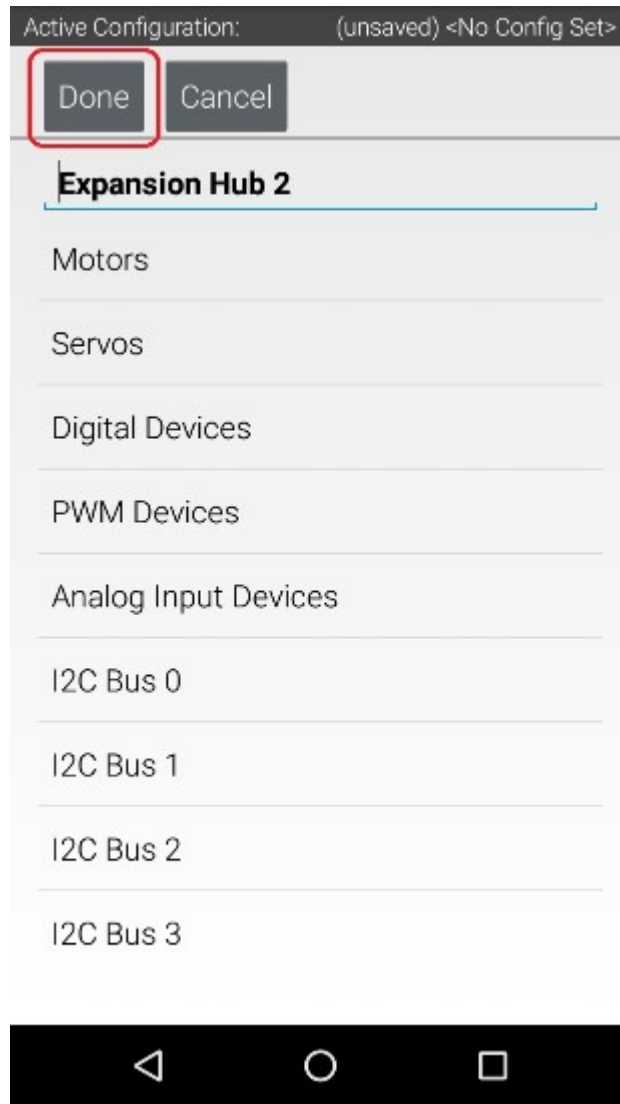 Active Configuration: (unsaved) <No Config Set>
Done Cancel
Expansion Hub 2
Motors
Servos
Digital Devices
PWM Devices
Analog Input Devices
I2C Bus 0
I2C Bus 1
I2C Bus 2
I2C Bus 3